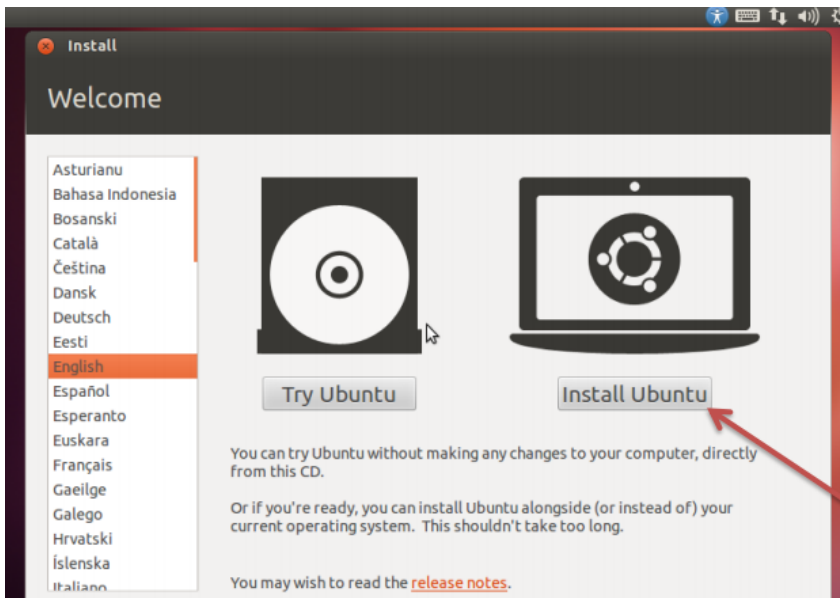 Install
Welcome
Asturianu
Bahasa Indonesia
Bosanski
Català
Čeština
Dansk
Deutsch
Eesti
English
Español
Esperanto
Euskara
Français
Gaeilge
Galego
Hrvatski
Íslenska
Italiano
Try Ubuntu
Install Ubuntu
You can try Ubuntu without making any changes to your computer, directly
from this CD.
Or if you're ready, you can install Ubuntu alongside (or instead of) your
current operating system. This shouldn't take too long.
You may wish to read the release notes.